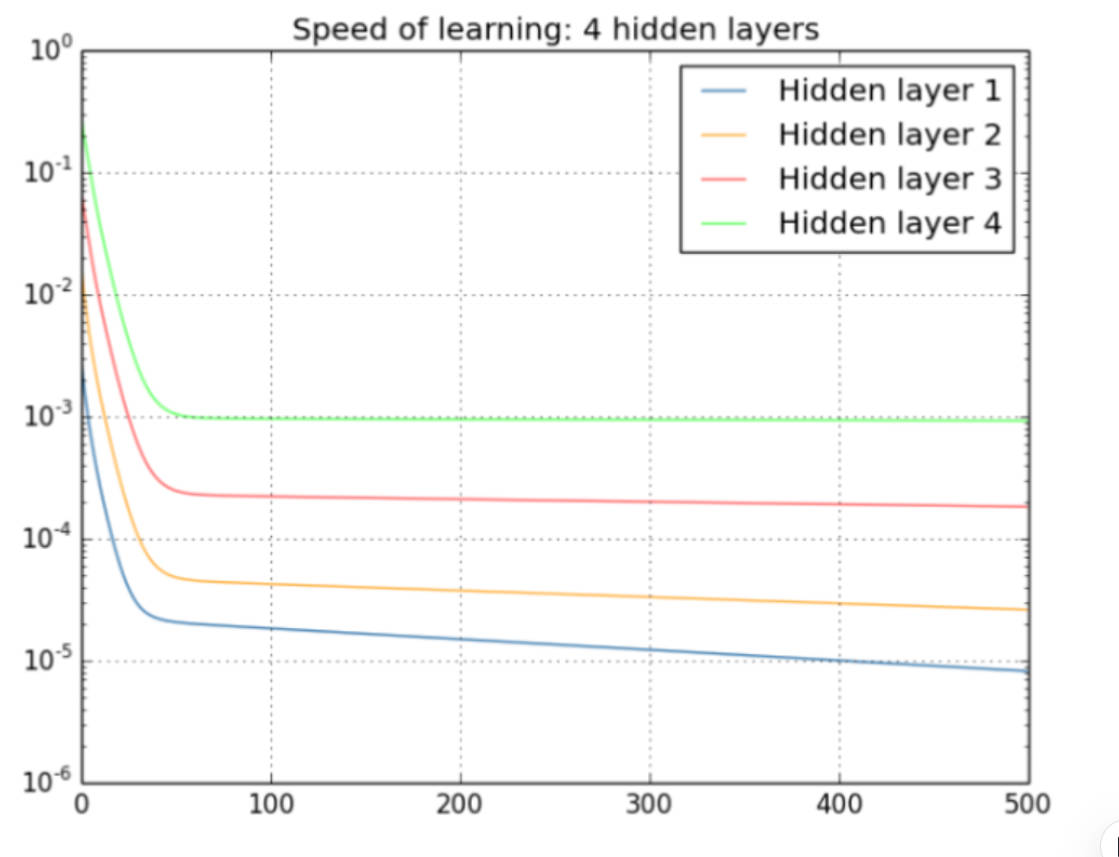 Speed of learning: 4 hidden layers
10^0
Hidden layer 1
Hidden layer 2
10^-1
Hidden layer 3
Hidden layer 4
10^-2
10^-3
10^-4
10^-5
10^-6
0 100 200 300 400 500